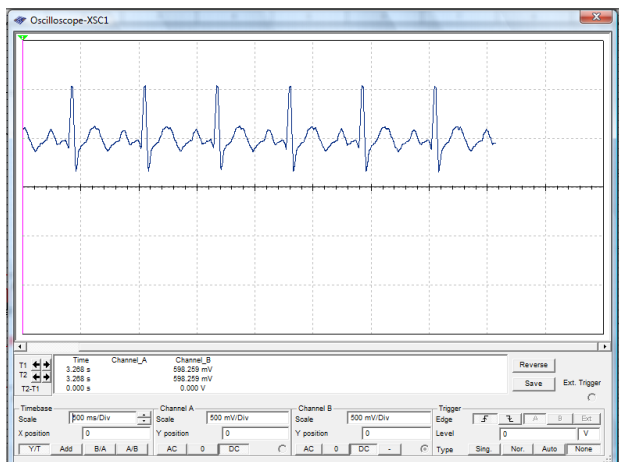 Oscilloscope-XSC1
Time Channel_A Channel_B
T1 3.268 s 598.259 mV
T2 3.268 s 598.259 mV
T2-T1 0.000 s 0.000 V
Reverse
Save Ext. Trigger
Timebase Channel A Channel B Trigger
Scale 500 ms/Div Scale 500 mV/Div Scale 500 mV/Div Edge A B Ext
X position 0 Y position 0 Y position 0 Level 0 V
Y/T Add B/A A/B AC 0 DC AC 0 DC - Type Sing. Nor. Auto None